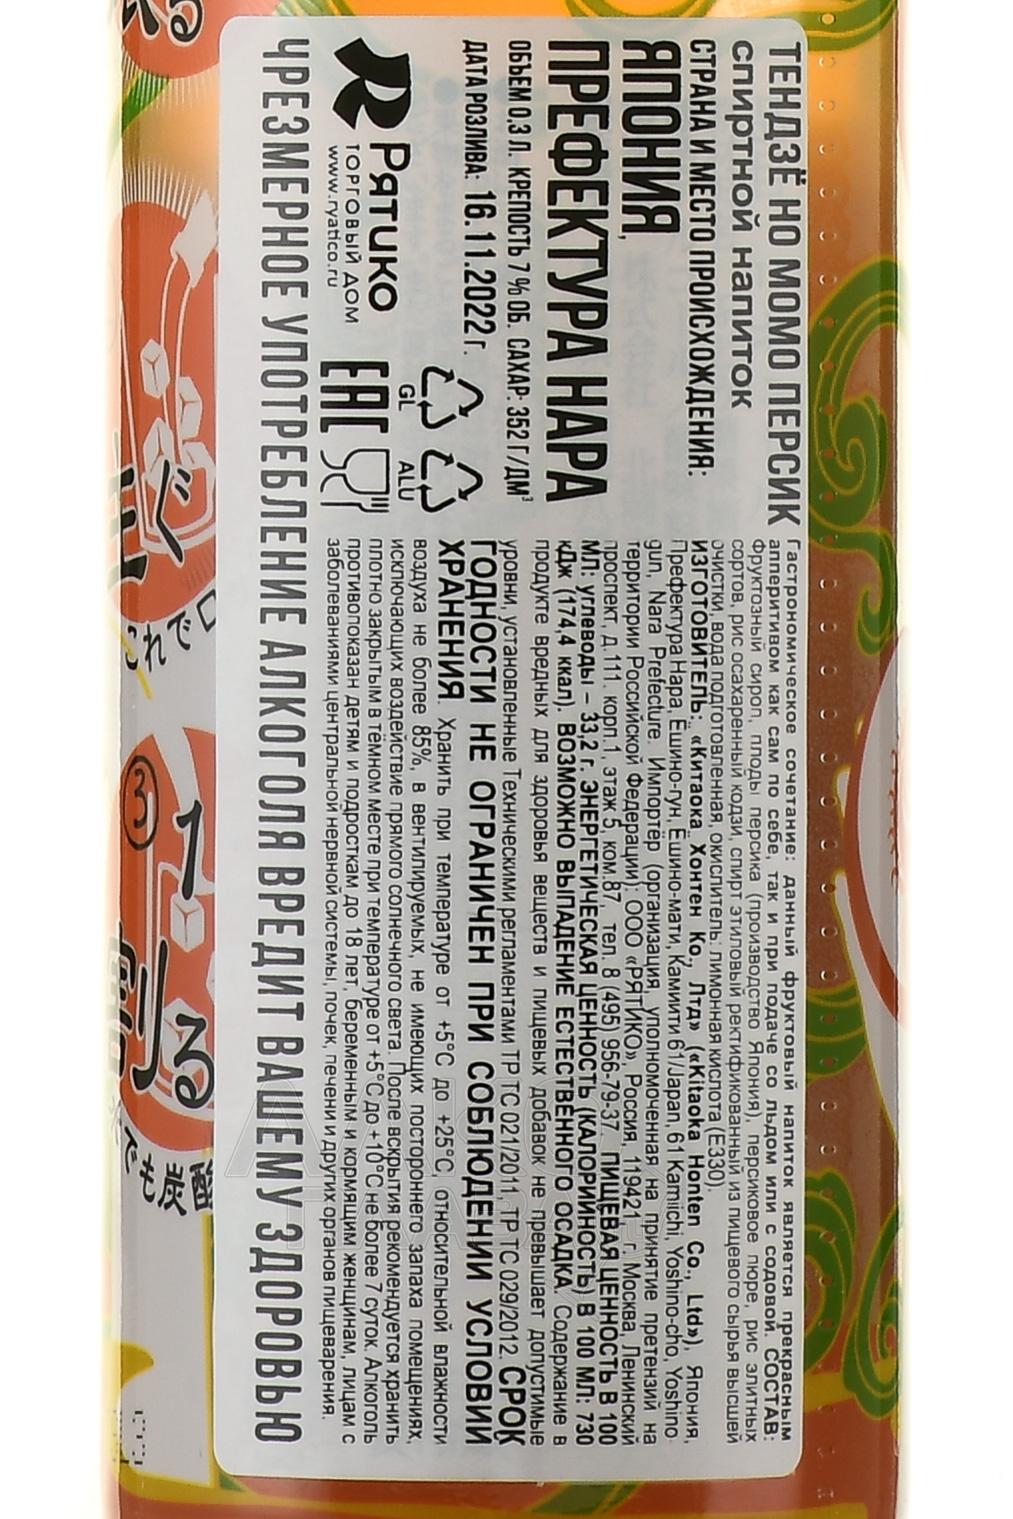 ТЕНДЗЁ НО МОМО ПЕРСИК
спиртной напиток
СТРАНА И МЕСТО ПРОИСХОЖДЕНИЯ:
ЯПОНИЯ,
ПРЕФЕКТУРА НАРА
ОБЪЕМ 0,3 Л. КРЕПОСТЬ 7 % ОБ. САХАР: 352 Г/ДМ³
ДАТА РОЗЛИВА: 16.11.2022 г.
РЯТИКО
ТОРГОВЫЙ ДОМ
www.ryatico.ru
GL
ALU
EAC
Гастрономическое сочетание: данный фруктовый напиток является прекрасным
апперитивом как сам по себе, так и при подаче со льдом или с содовой. СОСТАВ:
Фруктозный сироп, плоды персика (производство Япония), персиковое пюре, рис элитных
сортов, рис осахаренный кодзи, спирт этиловый ректификованный из пищевого сырья высшей
очистки, вода подготовленная, окислитель: лимонная кислота (Е330).
ИЗГОТОВИТЕЛЬ: «Китаока Хонтен Ко., Лтд» («Kitaoka Honten Co., Ltd»), Япония,
Префектура Нара, Ёшино-гун, Ёшино-мати, Камиити 61/Japan, 61 Kamiichi, Yoshino-cho, Yoshino-
gun, Nara Prefecture. Импортёр (организация, уполномоченная на принятие претензий на
территории Российской Федерации): ООО «РЯТИКО», Россия, 119421, г. Москва, Ленинский
проспект, д.111, корп.1, этаж 5, ком.87, тел. 8 (495) 956-79-37. ПИЩЕВАЯ ЦЕННОСТЬ В 100
МЛ: углеводы – 33,2 г. ЭНЕРГЕТИЧЕСКАЯ ЦЕННОСТЬ (КАЛОРИЙНОСТЬ) В 100 МЛ: 730
кДж (174,4 ккал). ВОЗМОЖНО ВЫПАДЕНИЕ ЕСТЕСТВЕННОГО ОСАДКА. Содержание в
продукте вредных для здоровья веществ и пищевых добавок не превышает допустимые
уровни, установленные Техническими регламентами ТР ТС 021/2011, ТР ТС 029/2012. СРОК
ГОДНОСТИ НЕ ОГРАНИЧЕН ПРИ СОБЛЮДЕНИИ УСЛОВИЙ
ХРАНЕНИЯ. Хранить при температуре от +5°С до +25°С, относительной влажности
воздуха не более 85%, в вентилируемых, не имеющих постороннего запаха помещениях,
исключающих воздействие прямого солнечного света. После вскрытия рекомендуется хранить
плотно закрытым в тёмном месте при температуре от +5°С до +10°С не более 7 суток. Алкоголь
противопоказан детям и подросткам до 18 лет, беременным и кормящим женщинам, лицам с
заболеваниями центральной нервной системы, почек, печени и других органов пищеварения.
ЧРЕЗМЕРНОЕ УПОТРЕБЛЕНИЕ АЛКОГОЛЯ ВРЕДИТ ВАШЕМУ ЗДОРОВЬЮ
③
割る
でも炭酸